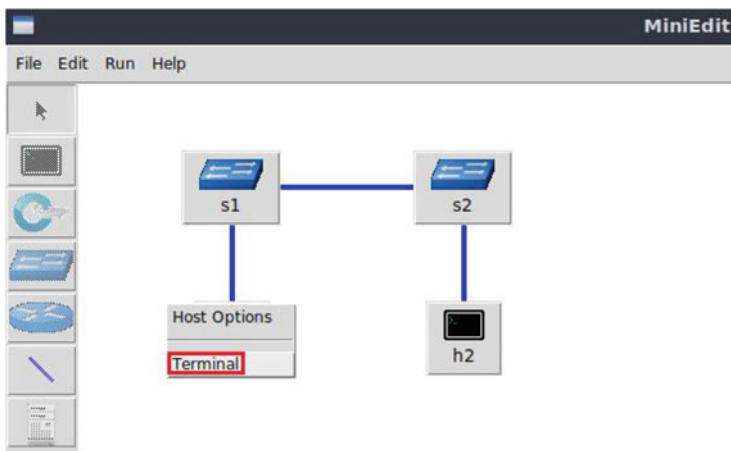 MiniEdit
File Edit Run Help
s1
s2
Host Options
Terminal
h2